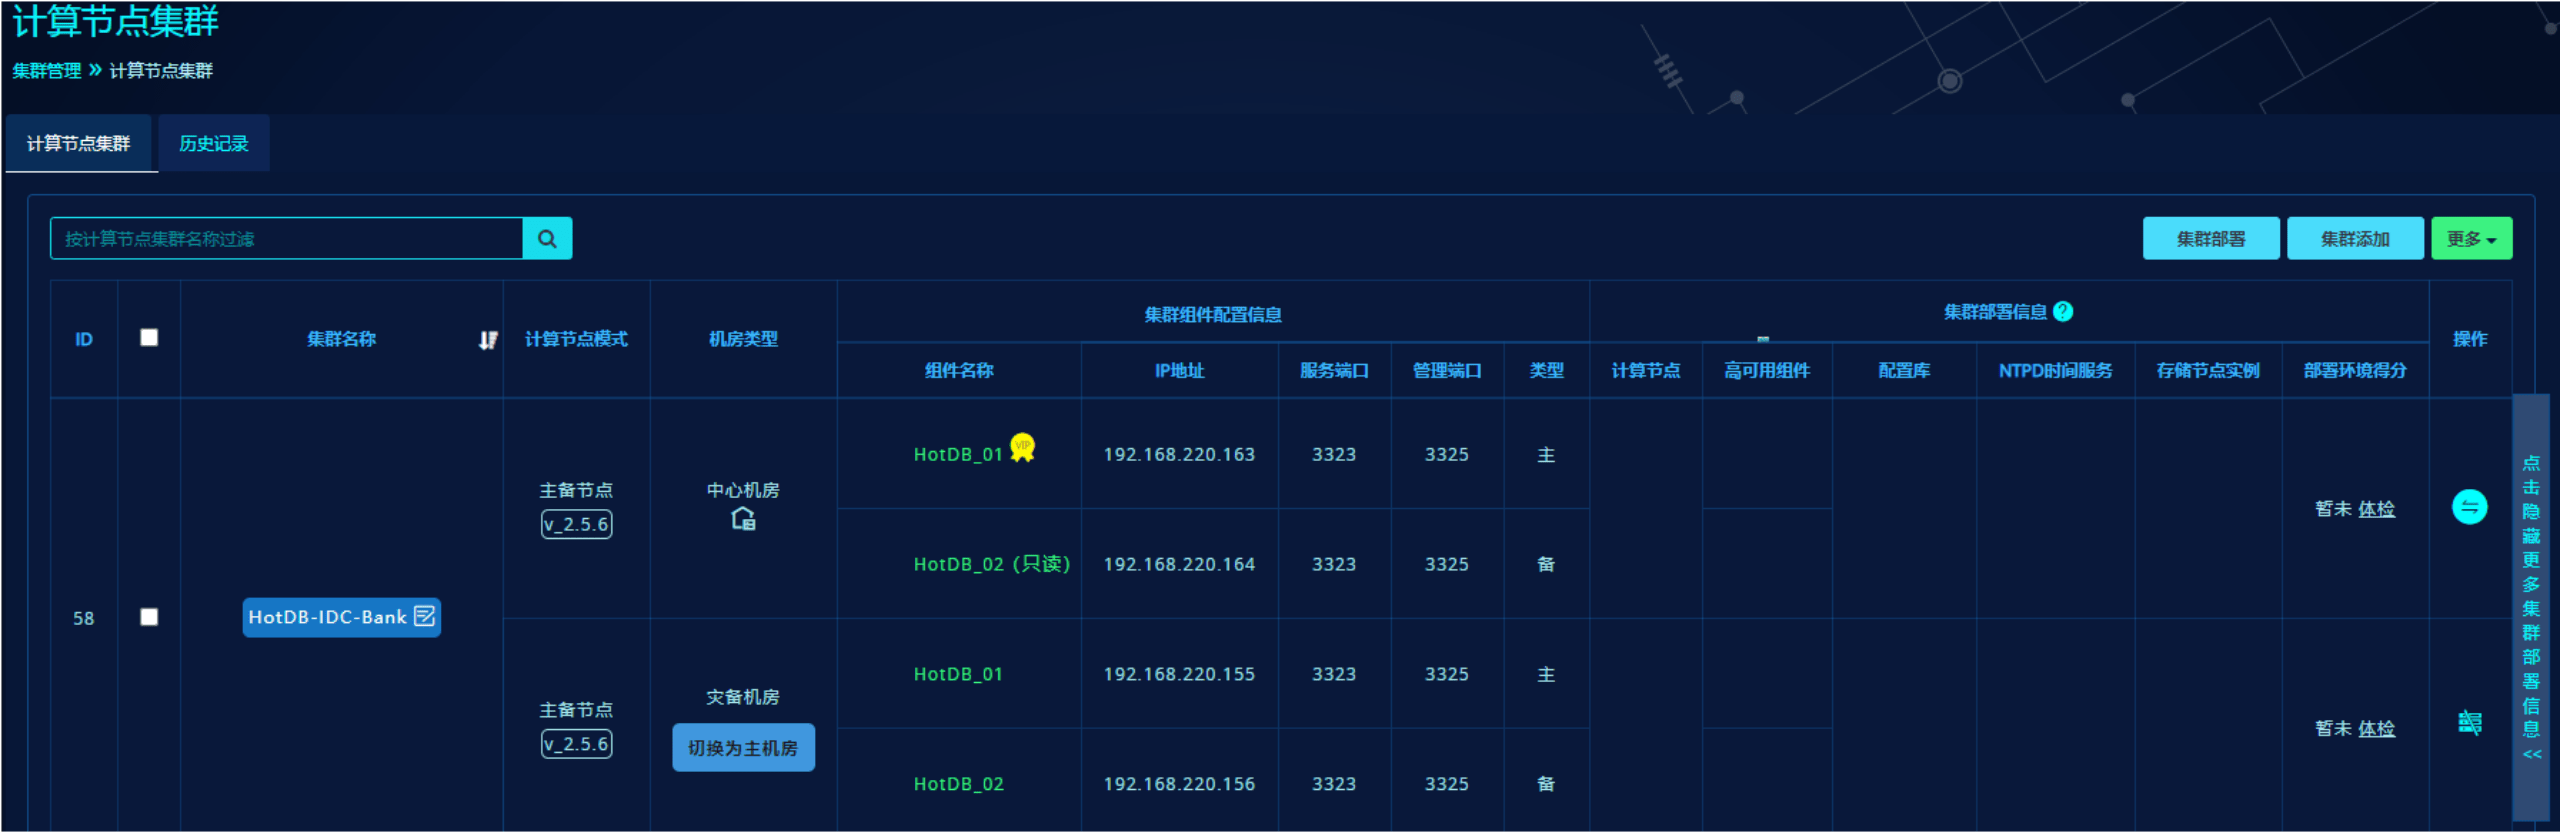 计算节点集群
集群管理 » 计算节点集群
计算节点集群 历史记录
按计算节点集群名称过滤
集群部署 集群添加 更多
集群组件配置信息 集群部署信息 ?
ID 集群名称 计算节点模式 机房类型 操作
组件名称 IP地址 服务端口 管理端口 类型 计算节点 高可用组件 配置库 NTPD时间服务 存储节点实例 部署环境得分
58 HotDB-IDC-Bank
主备节点
v_2.5.6
中心机房
HotDB_01 VIP 192.168.220.163 3323 3325 主
HotDB_02 (只读) 192.168.220.164 3323 3325 备
暂未 体检
主备节点
v_2.5.6
灾备机房
切换为主机房
HotDB_01 192.168.220.155 3323 3325 主
HotDB_02 192.168.220.156 3323 3325 备
暂未 体检
点击隐藏更多集群部署信息 <<